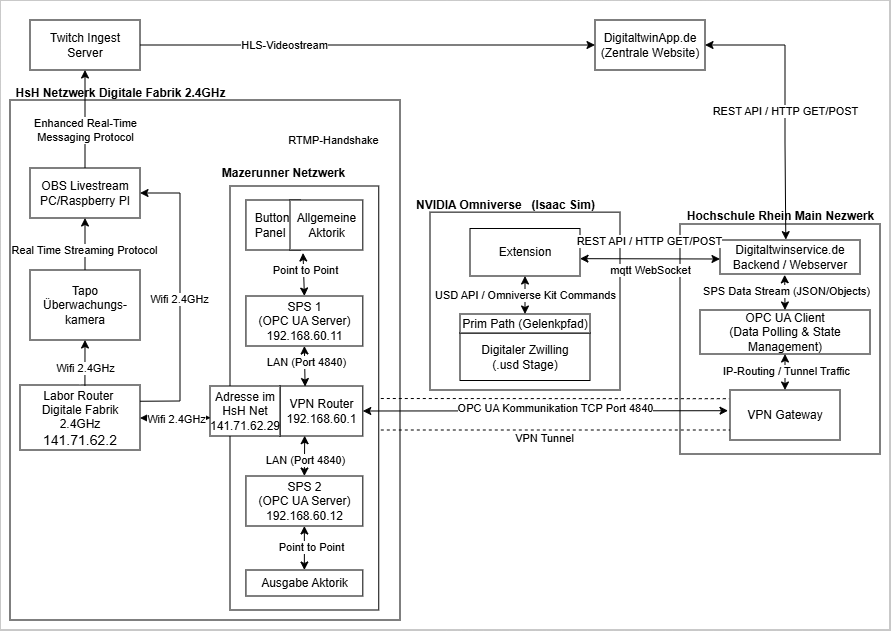 Twitch Ingest
Server
HLS-Videostream
DigitaltwinApp.de
(Zentrale Website)
REST API / HTTP GET/POST
HsH Netzwerk Digitale Fabrik 2.4GHz
Enhanced Real-Time
Messaging Protocol
RTMP-Handshake
OBS Livestream
PC/Raspberry PI
Real Time Streaming Protocol
Tapo
Überwachungs-
kamera
Wifi 2.4GHz
Wifi 2.4GHz
Labor Router
Digitale Fabrik
2.4GHz
141.71.62.2
Wifi 2.4GHz
Mazerunner Netzwerk
Button
Panel
Allgemeine
Aktorik
Point to Point
SPS 1
(OPC UA Server)
192.168.60.11
LAN (Port 4840)
Adresse im
HsH Net
141.71.62.29
VPN Router
192.168.60.1
LAN (Port 4840)
SPS 2
(OPC UA Server)
192.168.60.12
Point to Point
Ausgabe Aktorik
NVIDIA Omniverse (Isaac Sim)
Extension
REST API / HTTP GET/POST
mqtt WebSocket
USD API / Omniverse Kit Commands
Prim Path (Gelenkpfad)
Digitaler Zwilling
(.usd Stage)
OPC UA Kommunikation TCP Port 4840
VPN Tunnel
Hochschule Rhein Main Nezwerk
Digitaltwinservice.de
Backend / Webserver
SPS Data Stream (JSON/Objects)
OPC UA Client
(Data Polling & State
Management)
IP-Routing / Tunnel Traffic
VPN Gateway